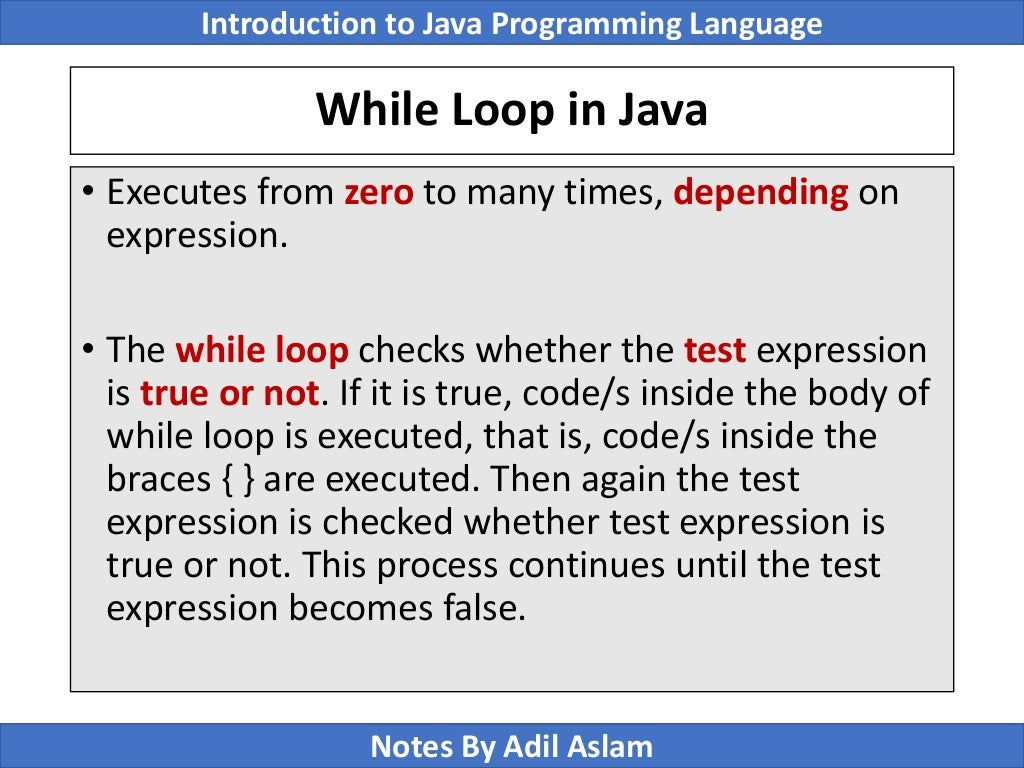 Introduction to Java Programming Language
While Loop in Java
• Executes from zero to many times, depending on
expression.
• The while loop checks whether the test expression
is true or not. If it is true, code/s inside the body of
while loop is executed, that is, code/s inside the
braces { } are executed. Then again the test
expression is checked whether test expression is
true or not. This process continues until the test
expression becomes false.
Notes By Adil Aslam